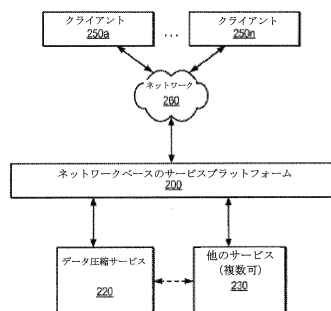 クライアント
250a
...
クライアント
250n
ネットワーク
260
ネットワークベースのサービスプラットフォーム
200
データ圧縮サービス
220
他のサービス
(複数可)
230